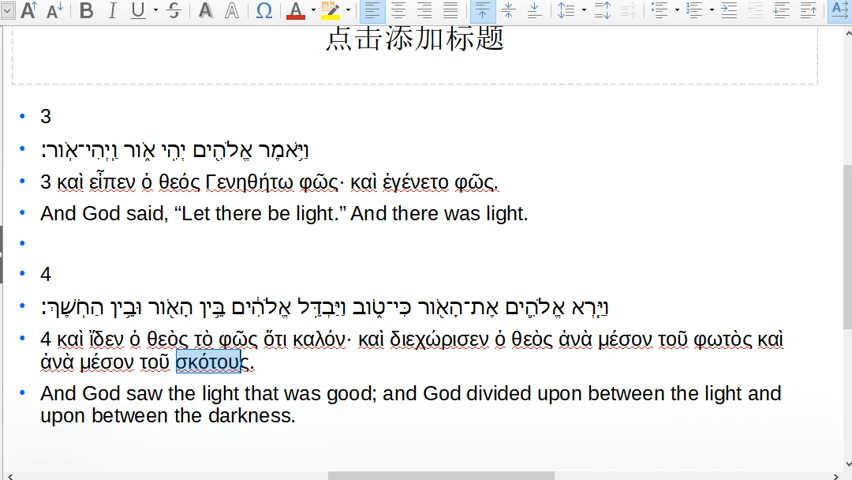 点击添加标题
3
וַיֹּ֥אמֶר אֱלֹהִ֖ים יְהִ֣י א֑וֹר וַֽיְהִי־אֽוֹר׃
3 καὶ εἶπεν ὁ θεός Γενηθήτω φῶς· καὶ ἐγένετο φῶς.
And God said, “Let there be light.” And there was light.
4
וַיַּ֧רְא אֱלֹהִ֛ים אֶת־הָא֖וֹר כִּי־ט֑וֹב וַיַּבְדֵּ֣ל אֱלֹהִ֔ים בֵּ֥ין הָא֖וֹר וּבֵ֥ין הַחֹֽשֶׁךְ׃
4 καὶ ἴδεν ὁ θεὸς τὸ φῶς ὅτι καλόν· καὶ διεχώρισεν ὁ θεὸς ἀνὰ μέσον τοῦ φωτὸς καὶ
ἀνὰ μέσον τοῦ σκότους.
And God saw the light that was good; and God divided upon between the light and
upon between the darkness.